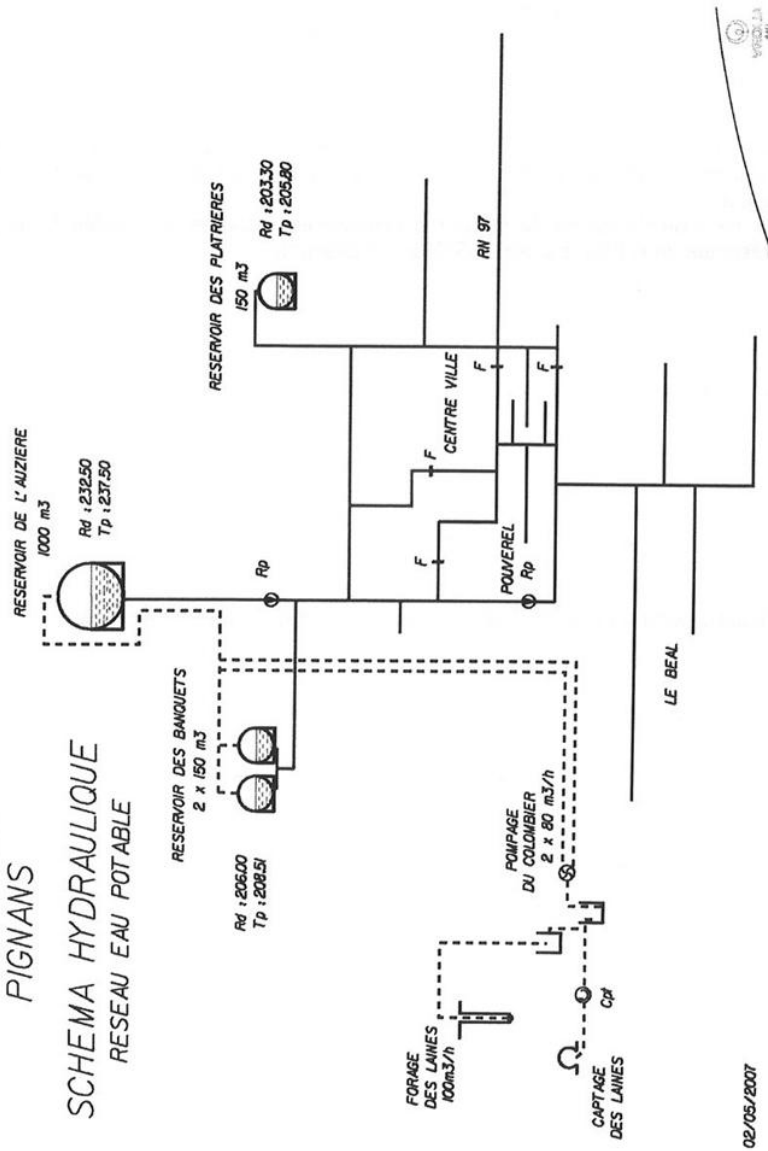 PIGNANS
SCHEMA HYDRAULIQUE
RESEAU EAU POTABLE
RESERVOIR DE L'AUZIERE
1000 m3
Rd : 232.50
Tp : 237.50
RESERVOIR DES PLATRIERES
150 m3
Rd : 203.30
Tp : 205.80
RESERVOIR DES BANQUETS
2 x 150 m3
Rd : 206.00
Tp : 208.51
Rp
F
F
CENTRE VILLE
F
F
RN 97
POUVEREL
Rp
FORAGE
DES LAINES
100m3/h
POMPAGE
DU COLOMBIER
2 x 80 m3/h
CAPTAGE
DES LAINES
Cpt
LE BEAL
02/05/2007